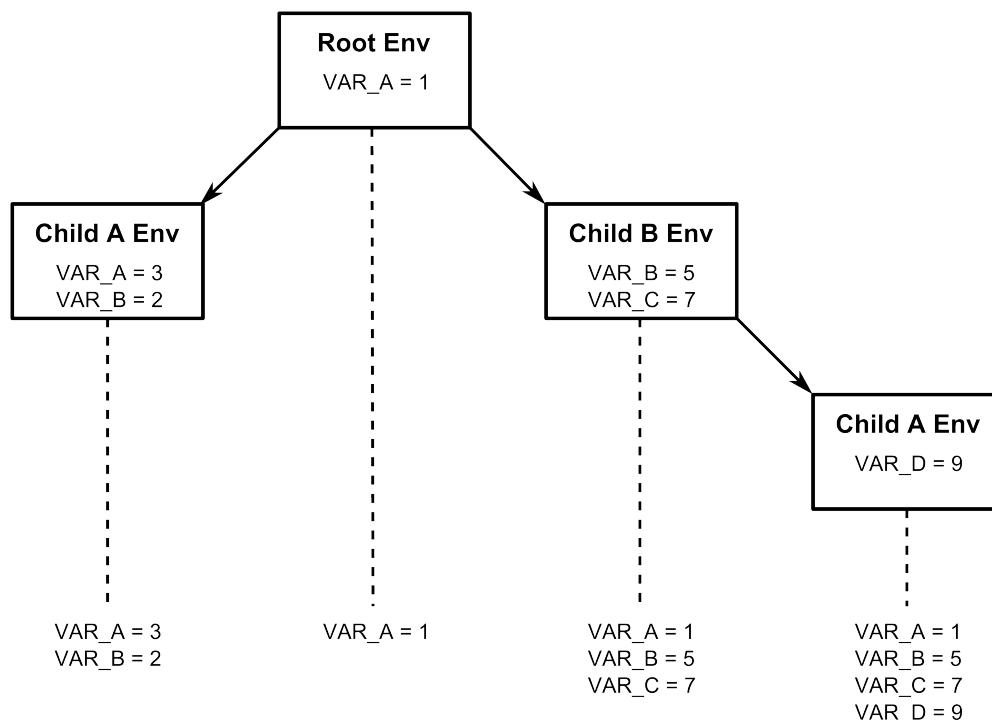 Root Env
VAR_A = 1
Child A Env
VAR_A = 3
VAR_B = 2
Child B Env
VAR_B = 5
VAR_C = 7
Child A Env
VAR_D = 9
VAR_A = 3
VAR_B = 2
VAR_A = 1
VAR_A = 1
VAR_B = 5
VAR_C = 7
VAR_A = 1
VAR_B = 5
VAR_C = 7
VAR_D = 9